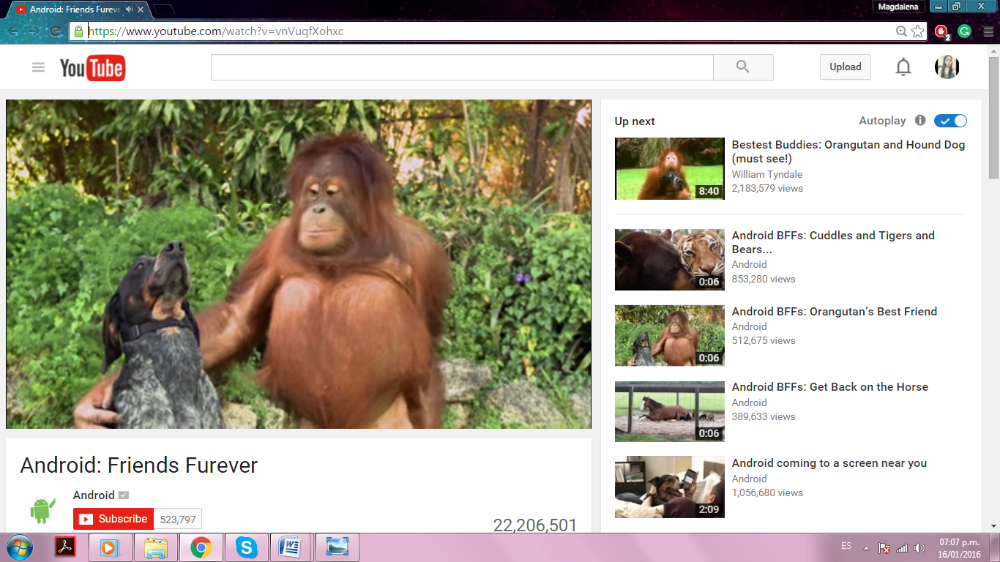 Android: Friends Fureve
Magdalena
https://www.youtube.com/watch?v=vnVuqfXohxc
2
YouTube
Upload
Up next
Autoplay
Bestest Buddies: Orangutan and Hound Dog
(must see!)
William Tyndale
2,183,579 views
8:40
Android BFFs: Cuddles and Tigers and
Bears...
Android
853,280 views
0:06
Android BFFs: Orangutan’s Best Friend
Android
512,675 views
0:06
Android BFFs: Get Back on the Horse
Android
389,633 views
0:06
Android coming to a screen near you
Android
1,056,680 views
2:09
Android: Friends Furever
Android
Subscribe 523,797
22,206,501
ES
07:07 p.m.
16/01/2016